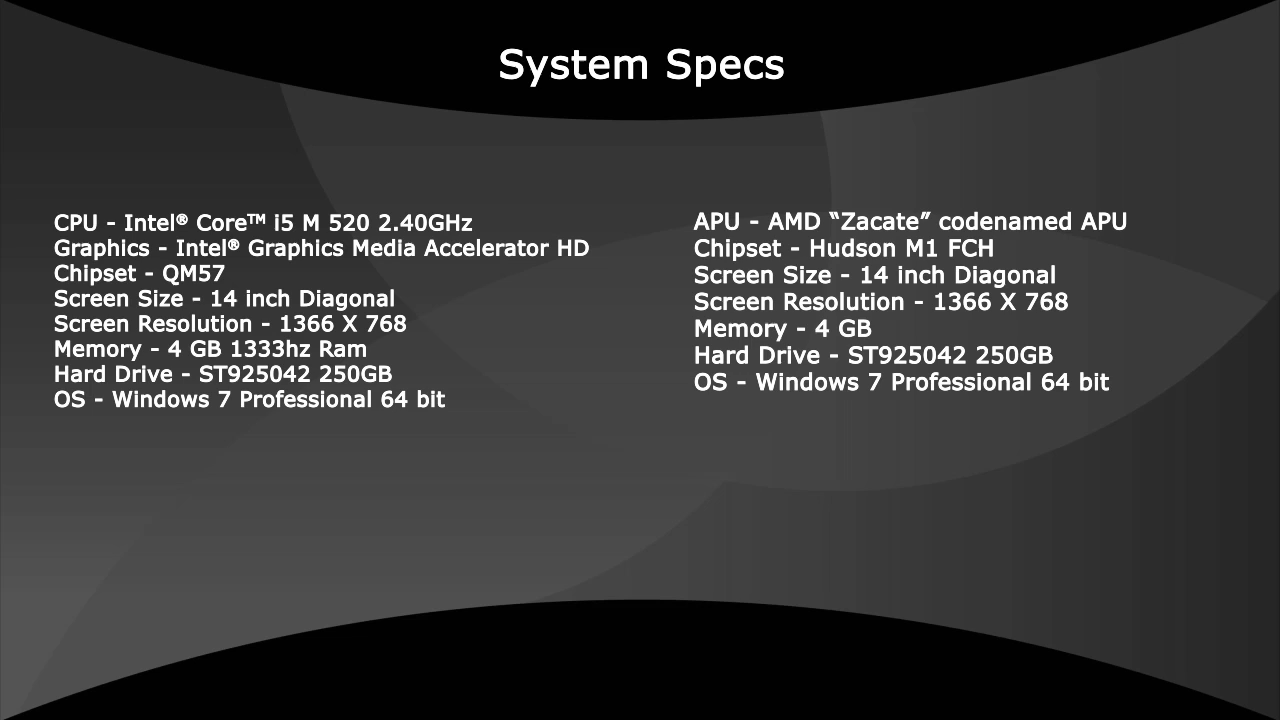 System Specs
CPU - Intel® Core™ i5 M 520 2.40GHz
Graphics - Intel® Graphics Media Accelerator HD
Chipset - QM57
Screen Size - 14 inch Diagonal
Screen Resolution - 1366 X 768
Memory - 4 GB 1333hz Ram
Hard Drive - ST925042 250GB
OS - Windows 7 Professional 64 bit
APU - AMD “Zacate” codenamed APU
Chipset - Hudson M1 FCH
Screen Size - 14 inch Diagonal
Screen Resolution - 1366 X 768
Memory - 4 GB
Hard Drive - ST925042 250GB
OS - Windows 7 Professional 64 bit